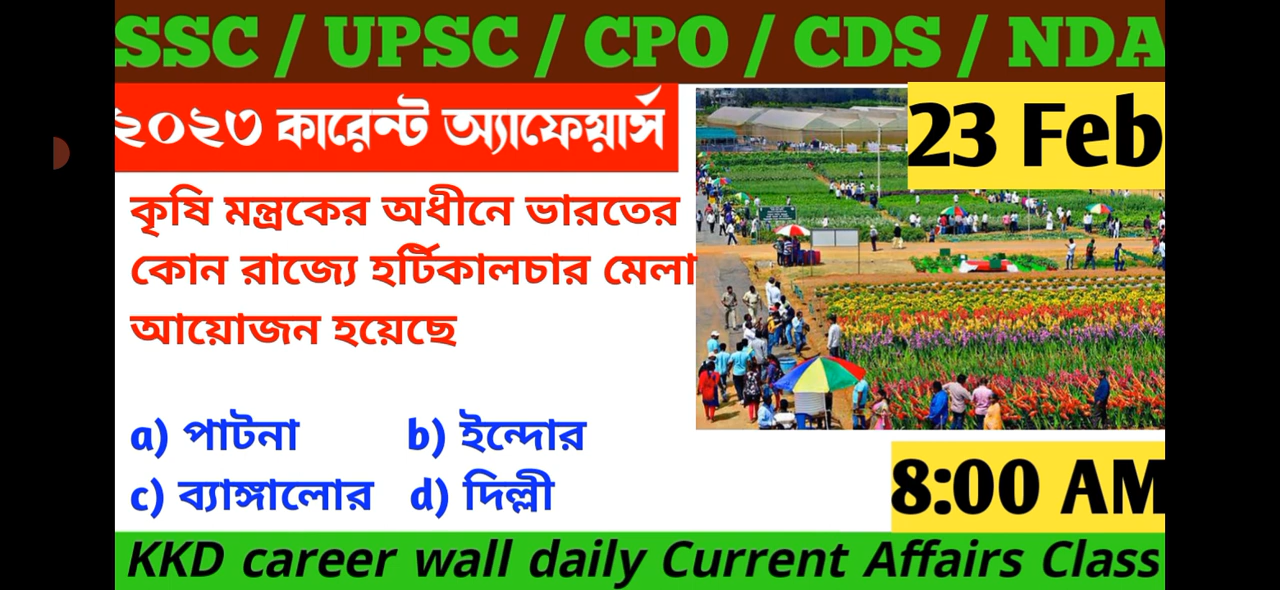 SSC / UPSC / CPO / CDS / NDA
২০২৩ কারেন্ট অ্যাফেয়ার্স
23 Feb
কৃষি মন্ত্রকের অধীনে ভারতের
কোন রাজ্যে হর্টিকালচার মেলা
আয়োজন হয়েছে
a) পাটনা b) ইন্দোর
c) ব্যাঙ্গালোর d) দিল্লী
8:00 AM
KKD career wall daily Current Affairs Class